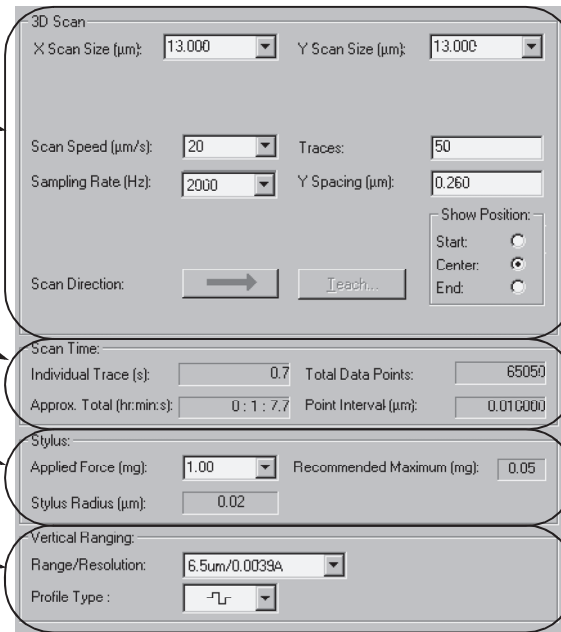 3D Scan
X Scan Size (µm): 13.000 Y Scan Size (µm): 13.000
Scan Speed (µm/s): 20 Traces: 50
Sampling Rate (Hz): 2000 Y Spacing (µm): 0.260
Show Position:
Start:
Center:
Scan Direction: Teach... End:
Scan Time:
Individual Trace (s): 0.7 Total Data Points: 65050
Approx. Total (hr:min:s): 0 : 1 : 7.7 Point Interval (µm): 0.010000
Stylus:
Applied Force (mg): 1.00 Recommended Maximum (mg): 0.05
Stylus Radius (µm): 0.02
Vertical Ranging:
Range/Resolution: 6.5um/0.0039A
Profile Type :